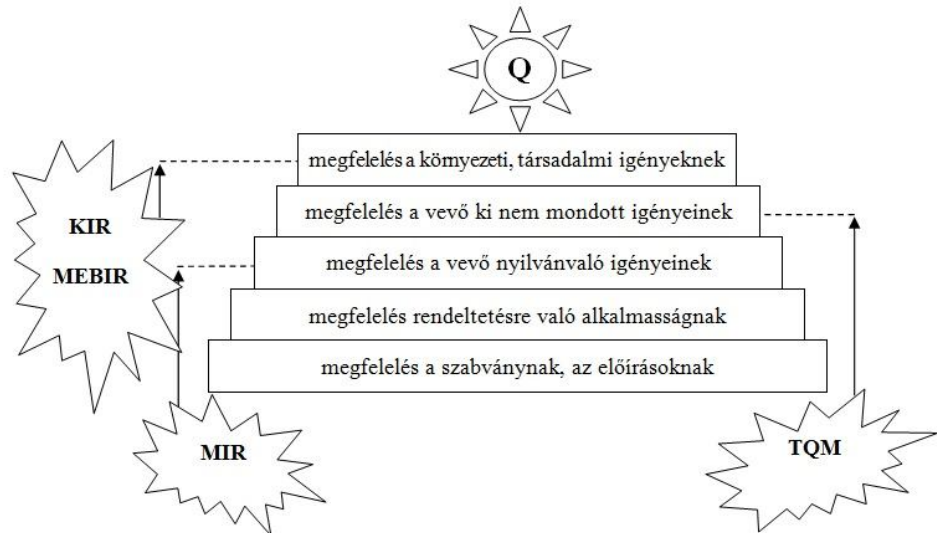 Q
megfelelés a környezeti, társadalmi igényeknek
megfelelés a vevő ki nem mondott igényeinek
KIR
MEBIR
megfelelés a vevő nyilvánvaló igényeinek
megfelelés rendeltetésre való alkalmasságnak
megfelelés a szabványnak, az előírásoknak
MIR
TQM